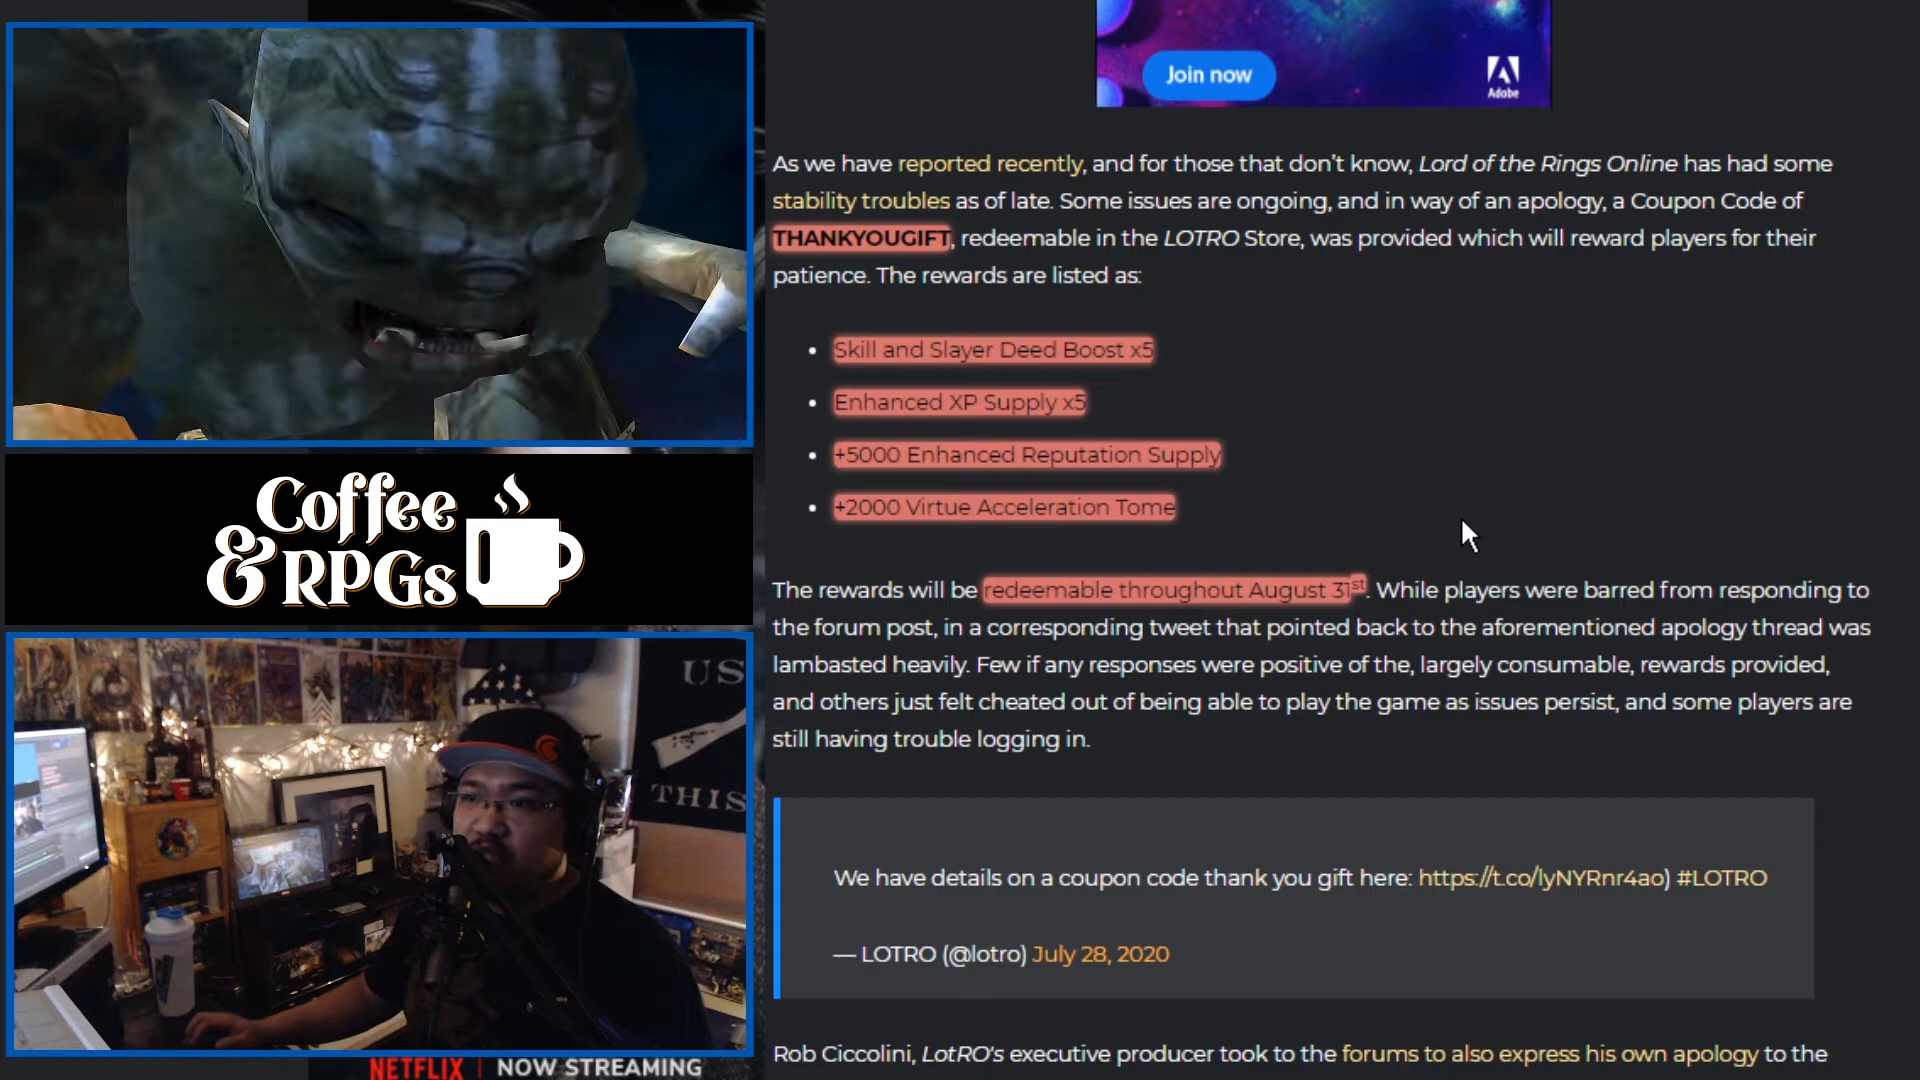 Join now
Adobe
As we have reported recently, and for those that don't know, Lord of the Rings Online has had some
stability troubles as of late. Some issues are ongoing, and in way of an apology, a Coupon Code of
THANKYOUGIFT, redeemable in the LOTRO Store, was provided which will reward players for their
patience. The rewards are listed as:
• Skill and Slayer Deed Boost x5
• Enhanced XP Supply x5
• +5000 Enhanced Reputation Supply
• +2000 Virtue Acceleration Tome
The rewards will be redeemable throughout August 31st. While players were barred from responding to
the forum post, in a corresponding tweet that pointed back to the aforementioned apology thread was
lambasted heavily. Few if any responses were positive of the, largely consumable, rewards provided,
and others just felt cheated out of being able to play the game as issues persist, and some players are
still having trouble logging in.
We have details on a coupon code thank you gift here: https://t.co/lyNYRnr4ao) #LOTRO
— LOTRO (@lotro) July 28, 2020
Rob Ciccolini, LotRO's executive producer took to the forums to also express his own apology to the
Coffee
& RPGs
US
THIS
NETFLIX | NOW STREAMING